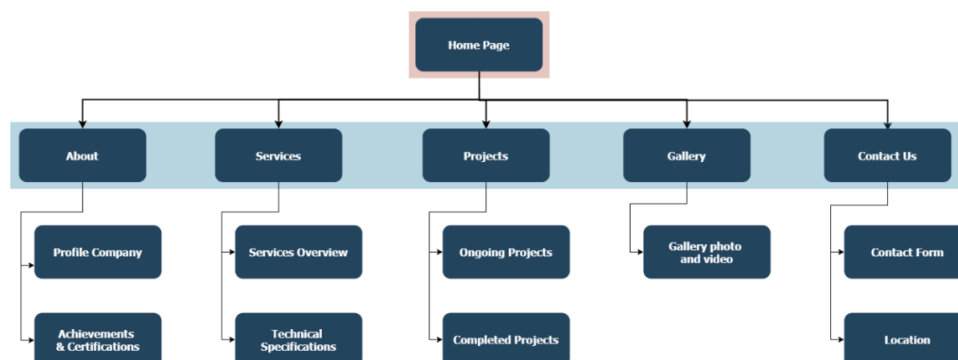 Home Page
About
Services
Projects
Gallery
Contact Us
Profile Company
Services Overview
Ongoing Projects
Gallery photo
and video
Contact Form
Achievements
& Certifications
Technical
Specifications
Completed Projects
Location